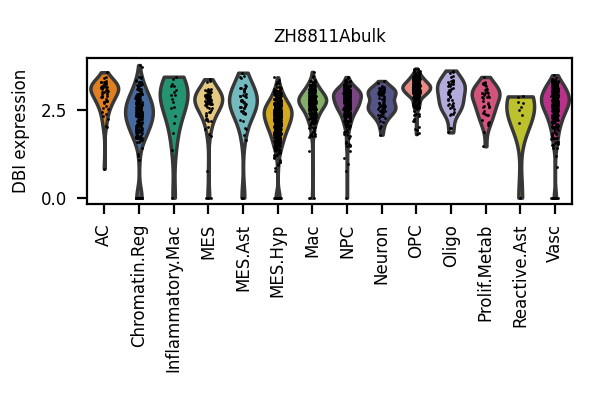 ZH8811Abulk
DBI expression
2.5
0.0
AC
Chromatin.Reg
Inflammatory.Mac
MES
MES.Ast
MES.Hyp
Mac
NPC
Neuron
OPC
Oligo
Prolif.Metab
Reactive.Ast
Vasc